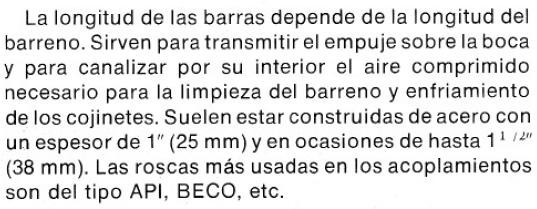 La longitud de las barras depende de la longitud del
barreno. Sirven para transmitir el empuje sobre la boca
y para canalizar por su interior el aire comprimido
necesario para la limpieza del barreno y enfriamiento
de los cojinetes. Suelen estar construidas de acero con
un espesor de 1" (25 mm) y en ocasiones de hasta 1 1/2"
(38 mm). Las roscas más usadas en los acoplamientos
son del tipo API, BECO, etc.